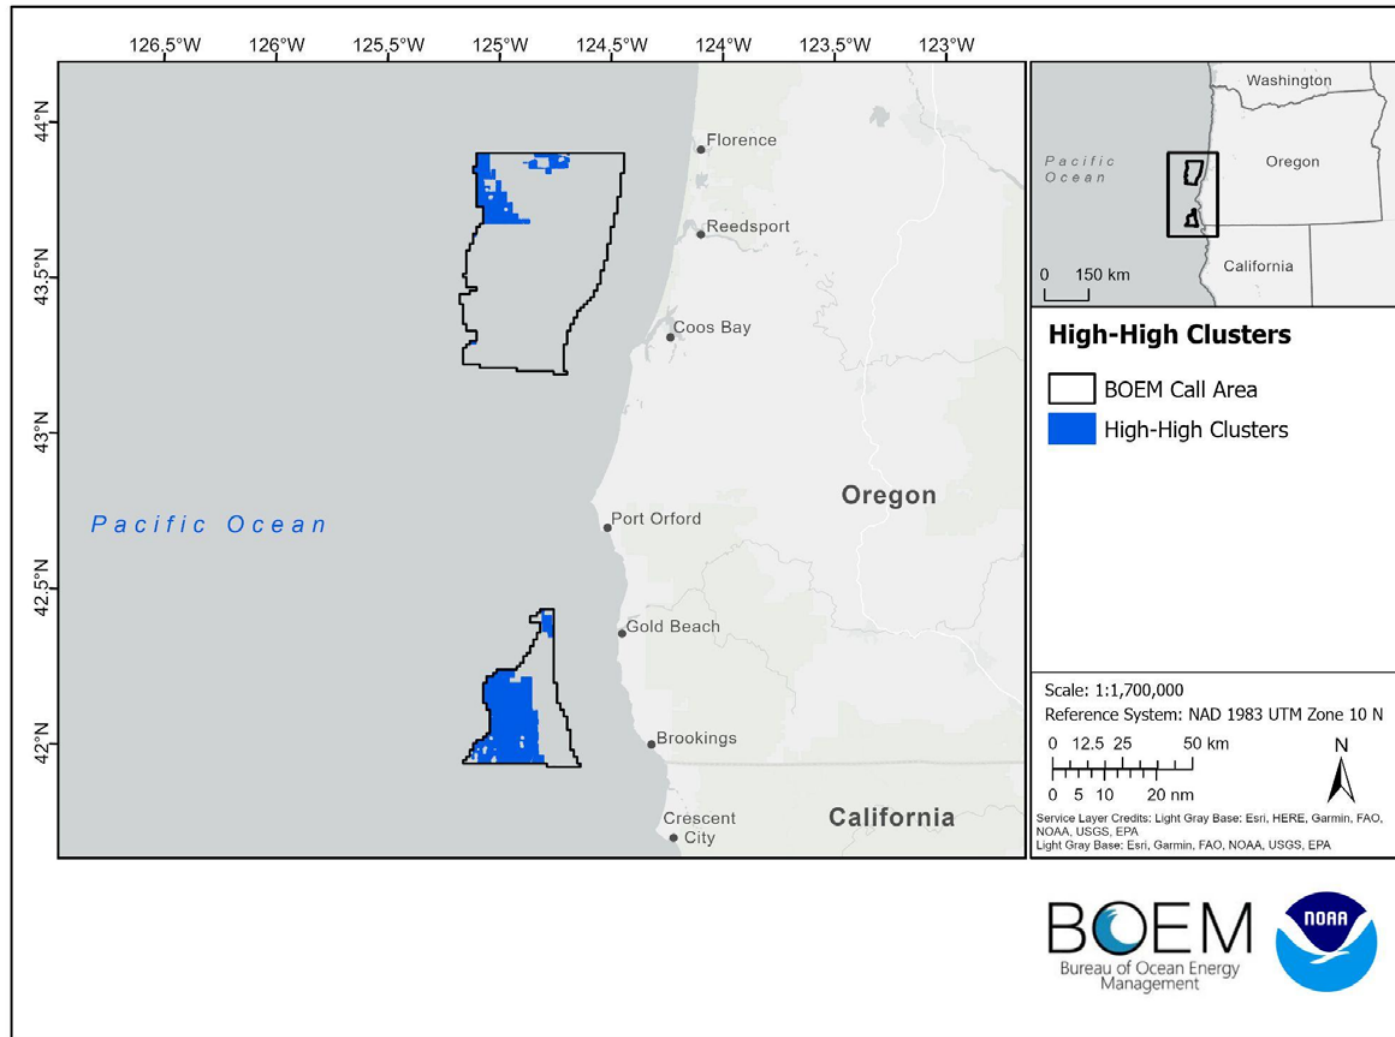 126.5°W 126°W 125.5°W 125°W 124.5°W 124°W 123.5°W 123°W
44°N
43.5°N
43°N
42.5°N
42°N
Florence
Reedsport
Coos Bay
Oregon
Pacific Ocean
Port Orford
Gold Beach
Brookings
California
Crescent
City
Washington
Pacific
Ocean
Oregon
California
0 150 km
High-High Clusters
BOEM Call Area
High-High Clusters
Scale: 1:1,700,000
Reference System: NAD 1983 UTM Zone 10 N
0 12.5 25 50 km
0 5 10 20 nm
N
Service Layer Credits: Light Gray Base: Esri, HERE, Garmin, FAO,
NOAA, USGS, EPA
Light Gray Base: Esri, Garmin, FAO, NOAA, USGS, EPA
BOEM
Bureau of Ocean Energy
Management
NOAA